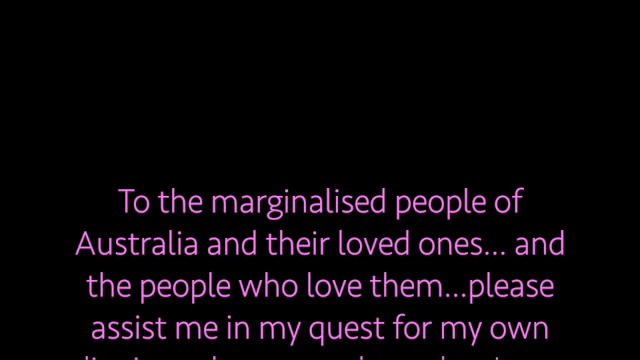 To the marginalised people of
Australia and their loved ones... and
the people who love them...please
assist me in my quest for my own